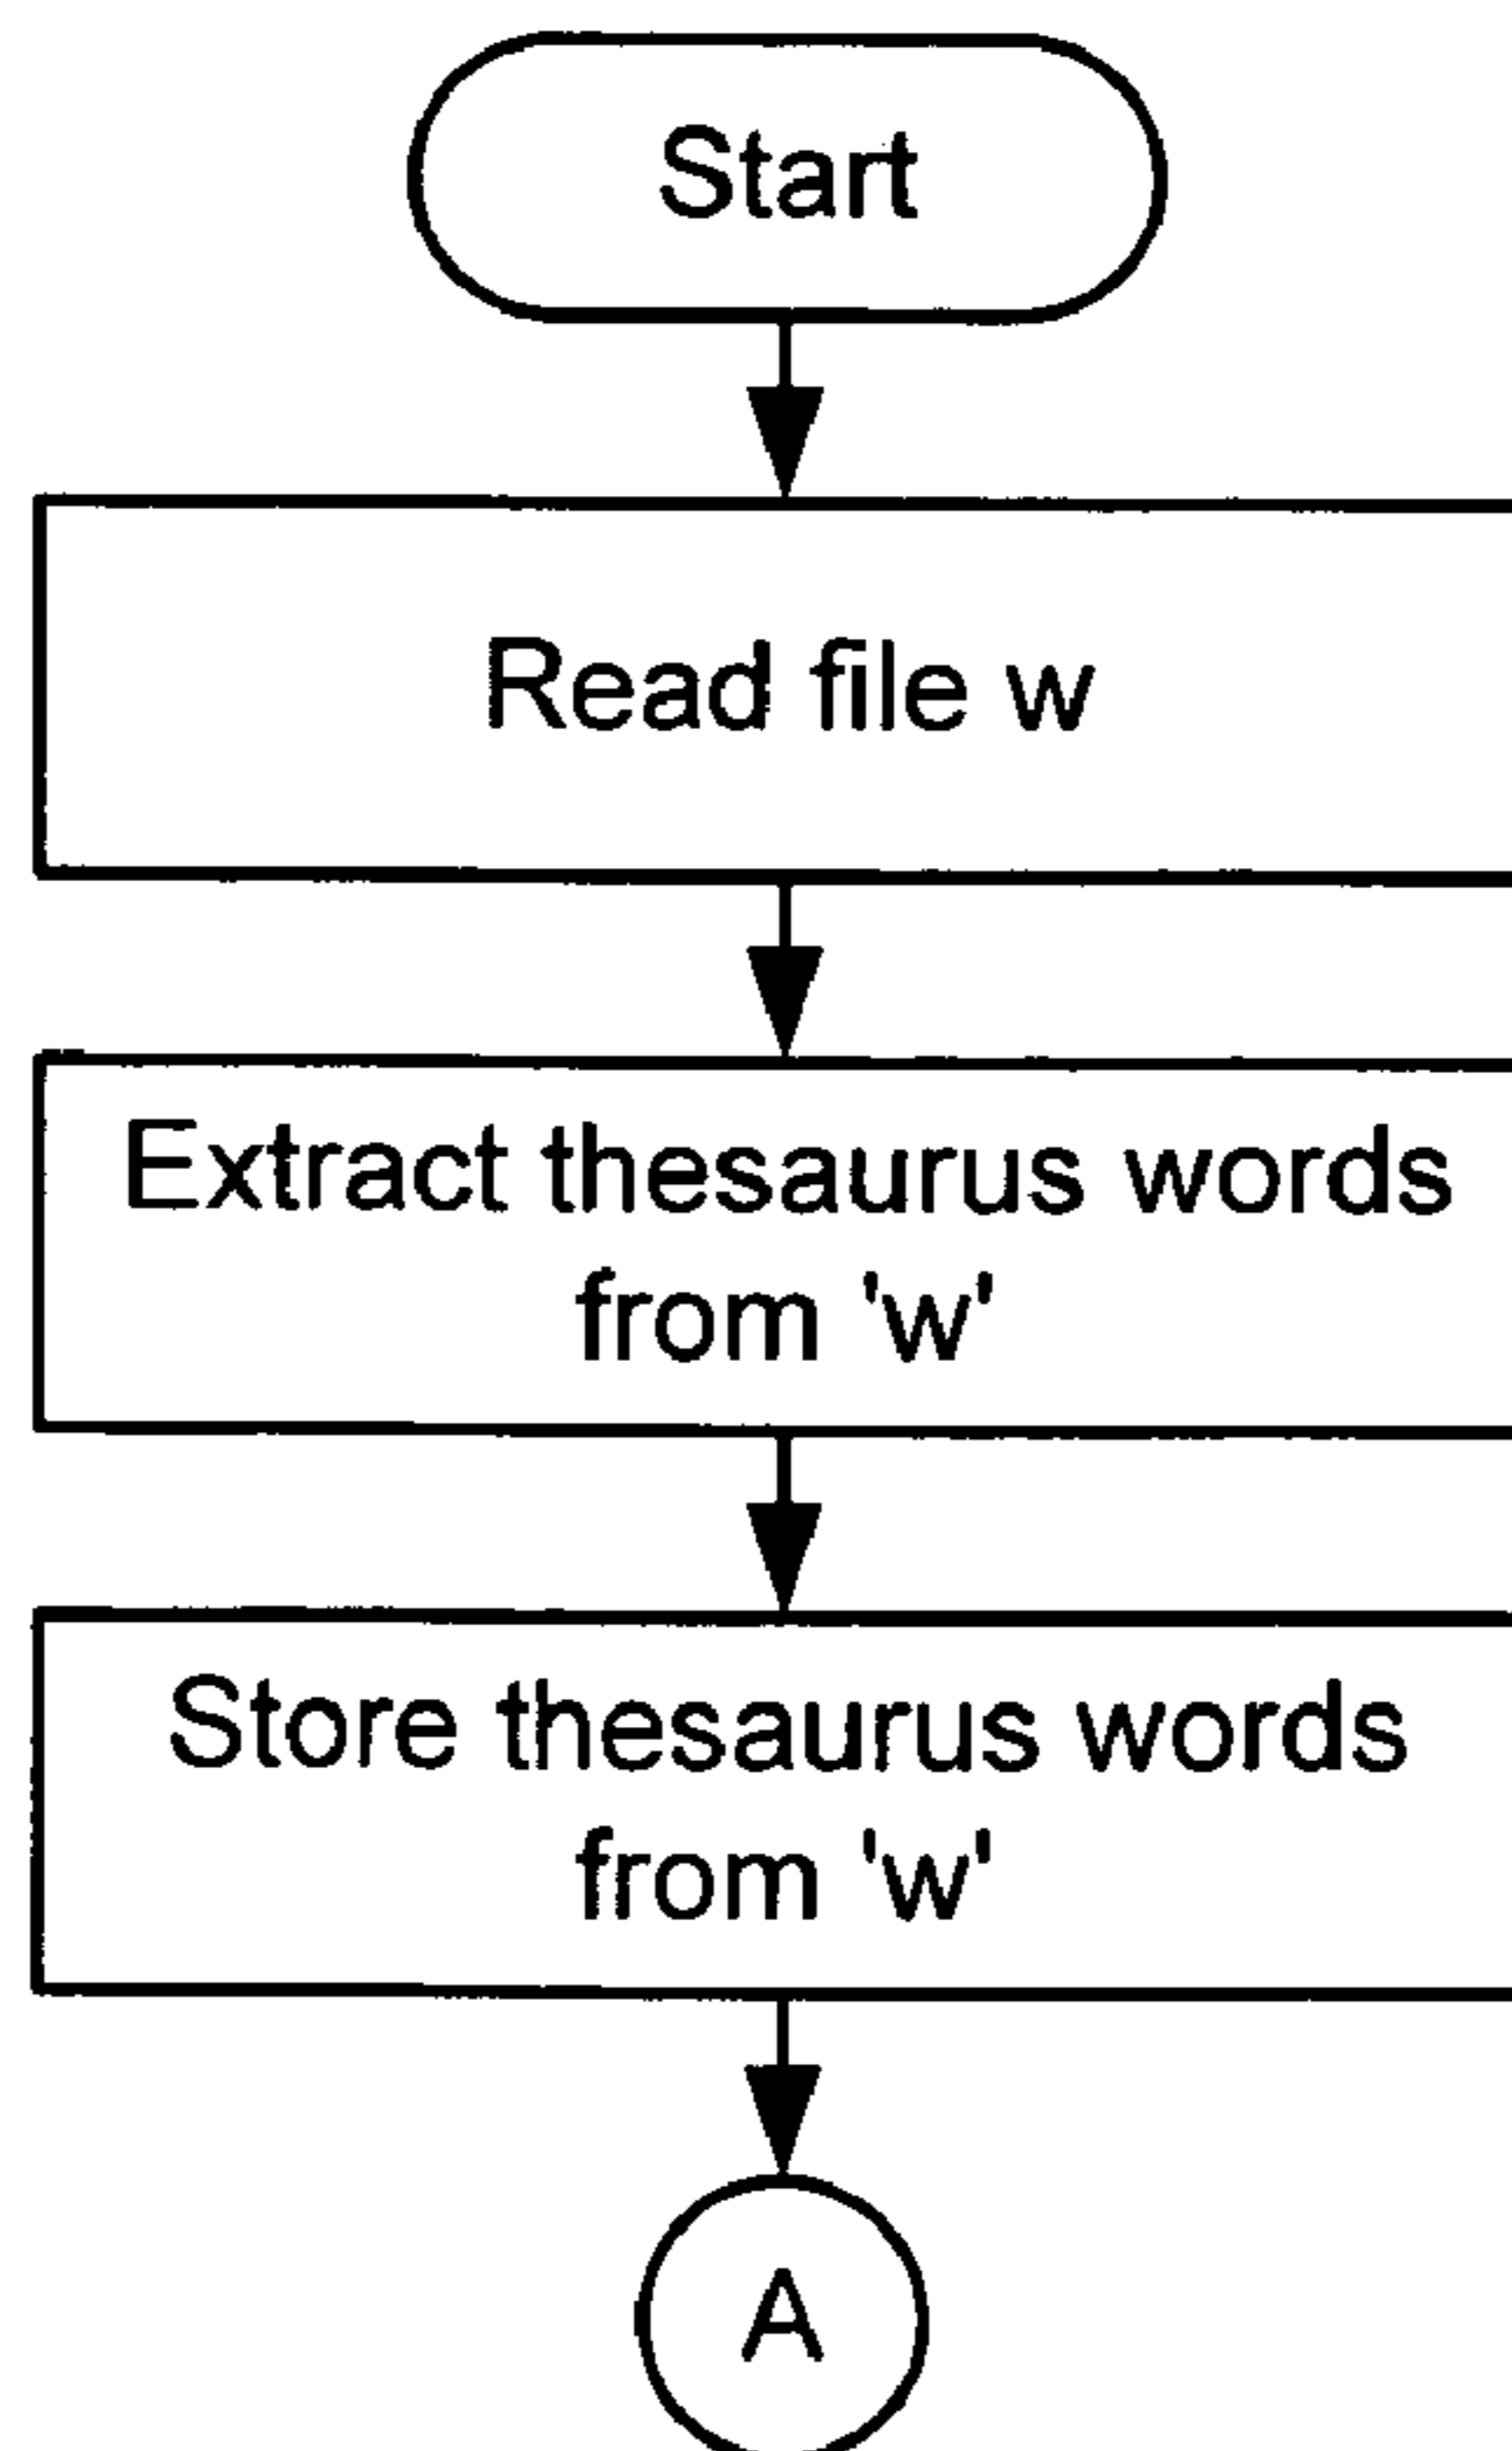 Start
Read file w
Extract thesaurus words
from 'w'
Store thesaurus words
from 'w'
A